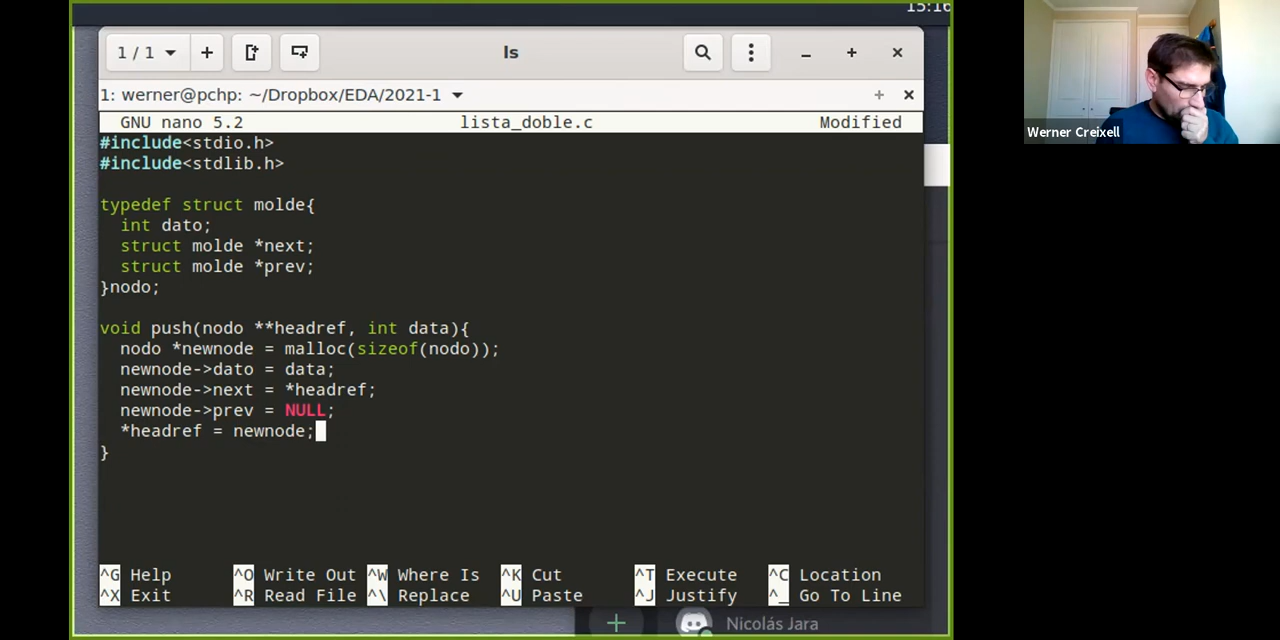 15:16
1 / 1
ls
1: werner@pchp: ~/Dropbox/EDA/2021-1
GNU nano 5.2 lista_doble.c Modified
#include<stdio.h>
#include<stdlib.h>
typedef struct molde{
int dato;
struct molde *next;
struct molde *prev;
}nodo;
void push(nodo **headref, int data){
nodo *newnode = malloc(sizeof(nodo));
newnode->dato = data;
newnode->next = *headref;
newnode->prev = NULL;
*headref = newnode;
}
^G Help ^O Write Out ^W Where Is ^K Cut ^T Execute ^C Location
^X Exit ^R Read File ^\ Replace ^U Paste ^J Justify ^_ Go To Line
Nicolás Jara
Werner Creixell